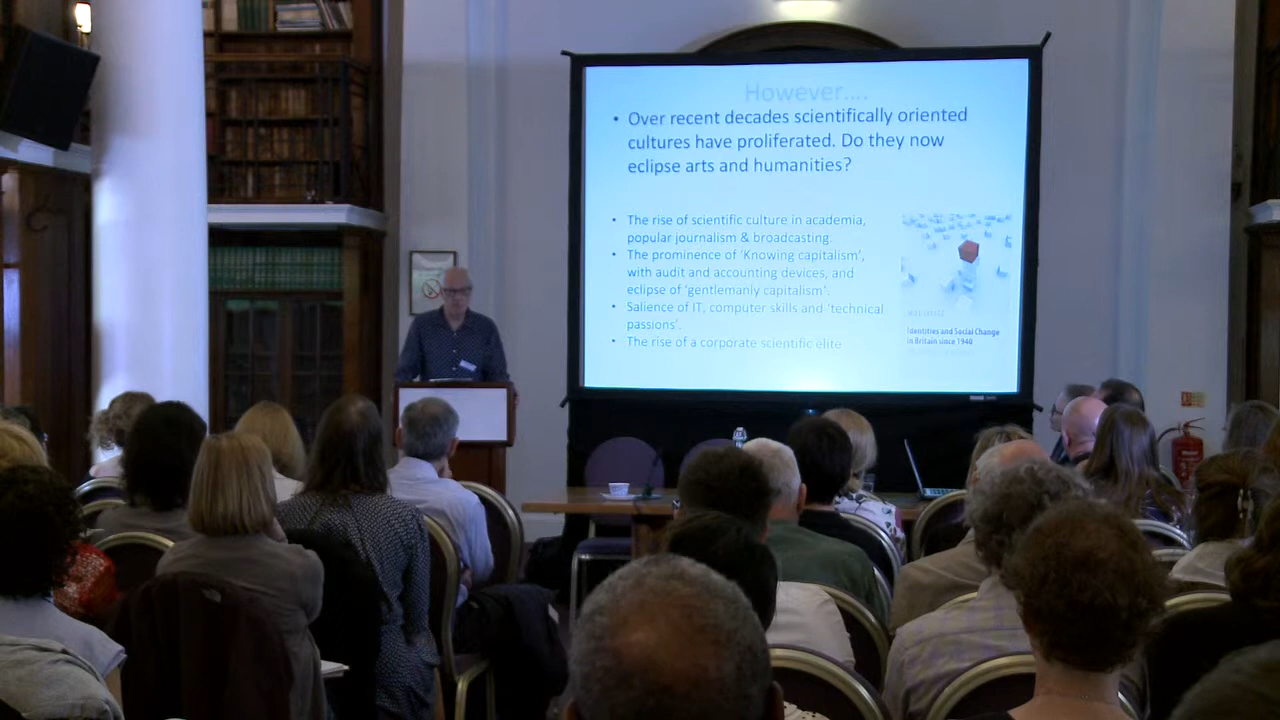 However....
• Over recent decades scientifically oriented
cultures have proliferated. Do they now
eclipse arts and humanities?
• The rise of scientific culture in academia,
popular journalism & broadcasting.
• The prominence of 'Knowing capitalism',
with audit and accounting devices, and
eclipse of 'gentlemanly capitalism'.
• Salience of IT, computer skills and 'technical
passions'.
• The rise of a corporate scientific elite
Identities and Social Change
in Britain since 1940